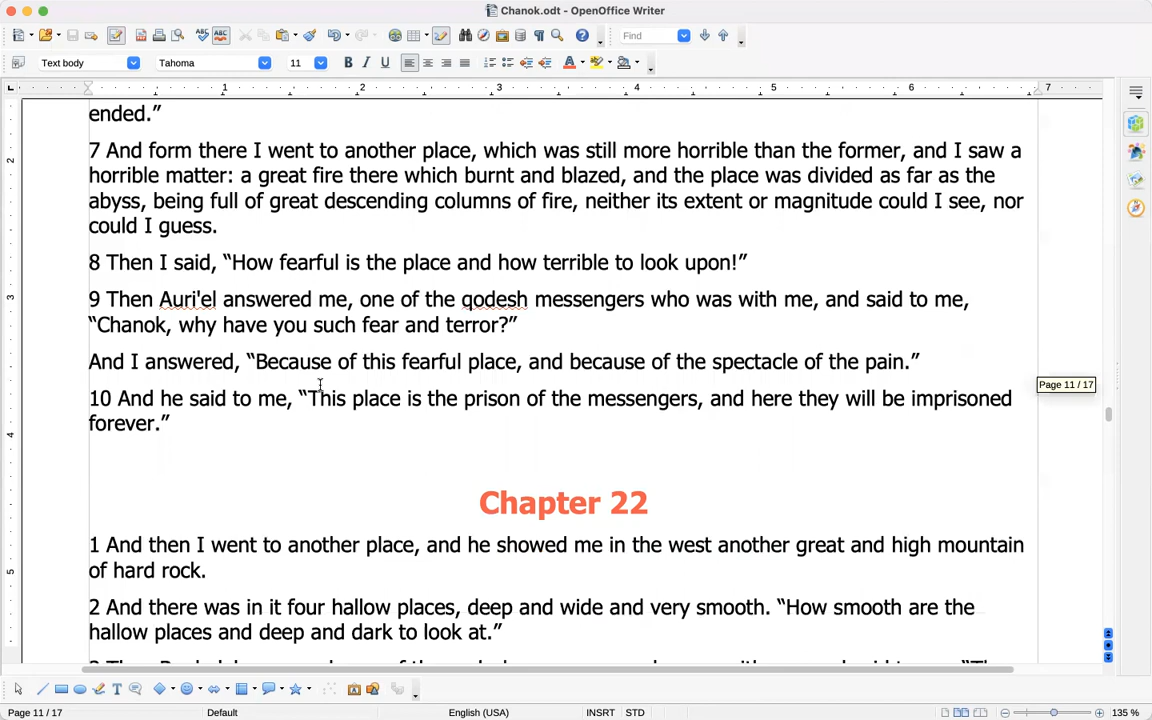 Chanok.odt - OpenOffice Writer
Find
Text body
Tahoma
11
B I U
1 2 3 4 5 6 7
ended.”
7 And form there I went to another place, which was still more horrible than the former, and I saw a
horrible matter: a great fire there which burnt and blazed, and the place was divided as far as the
abyss, being full of great descending columns of fire, neither its extent or magnitude could I see, nor
could I guess.
8 Then I said, “How fearful is the place and how terrible to look upon!”
9 Then Auri'el answered me, one of the qodesh messengers who was with me, and said to me,
“Chanok, why have you such fear and terror?”
And I answered, “Because of this fearful place, and because of the spectacle of the pain.”
Page 11 / 17
10 And he said to me, “This place is the prison of the messengers, and here they will be imprisoned
forever.”
Chapter 22
1 And then I went to another place, and he showed me in the west another great and high mountain
of hard rock.
2 And there was in it four hallow places, deep and wide and very smooth. “How smooth are the
hallow places and deep and dark to look at.”
Page 11 / 17
Default
English (USA)
INSRT
STD
135 %